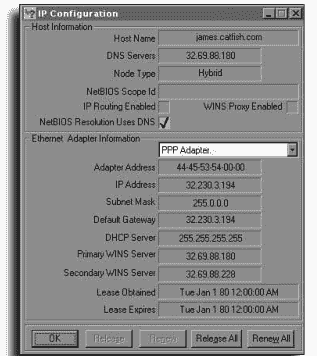 IP Configuration
Host Information
Host Name james.catfish.com
DNS Servers 32.69.88.180
Node Type Hybrid
NetBIOS Scope Id
IP Routing Enabled WINS Proxy Enabled
NetBIOS Resolution Uses DNS
Ethernet Adapter Information
PPP Adapter.
Adapter Address 44-45-53-54-00-00
IP Address 32.230.3.194
Subnet Mask 255.0.0.0
Default Gateway 32.230.3.194
DHCP Server 255.255.255.255
Primary WINS Server 32.69.88.180
Secondary WINS Server 32.69.88.228
Lease Obtained Tue Jan 1 80 12:00:00 AM
Lease Expires Tue Jan 1 80 12:00:00 AM
OK Release Renew Release All Renew All